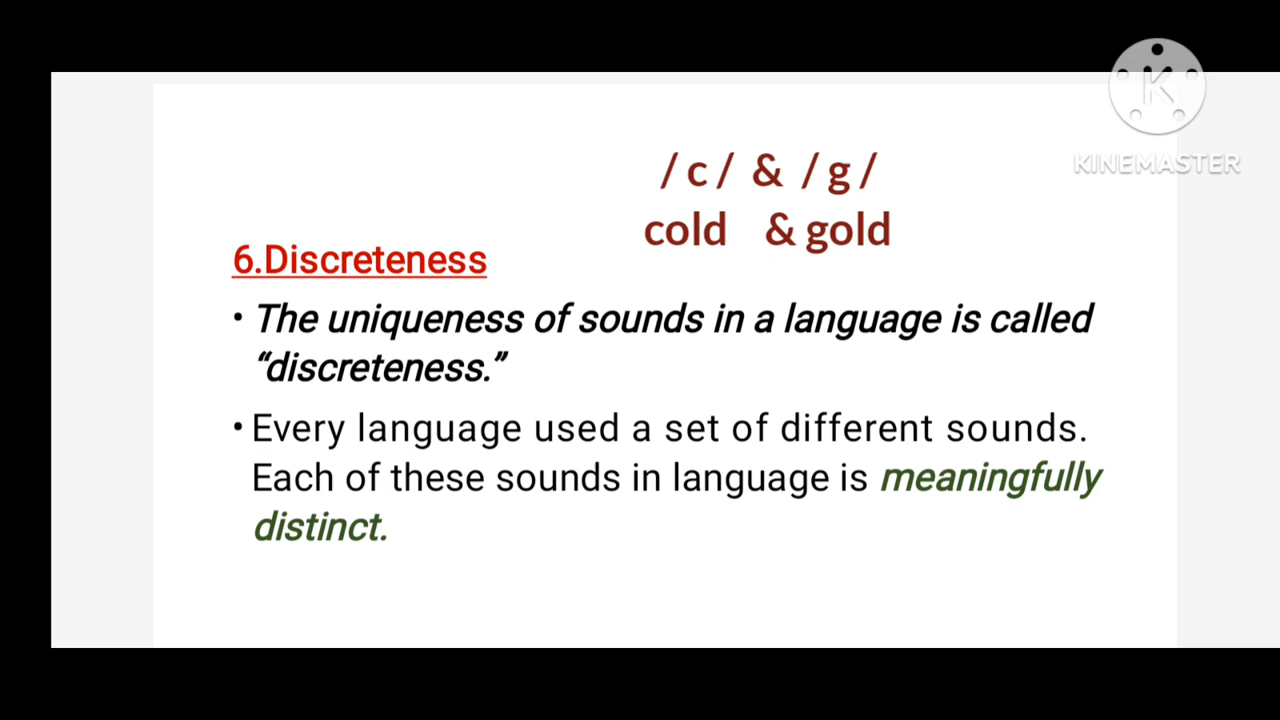 K
KINEMASTER
/ c / & / g /
cold & gold
6.Discreteness
• The uniqueness of sounds in a language is called
“discreteness.”
• Every language used a set of different sounds.
Each of these sounds in language is meaningfully
distinct.